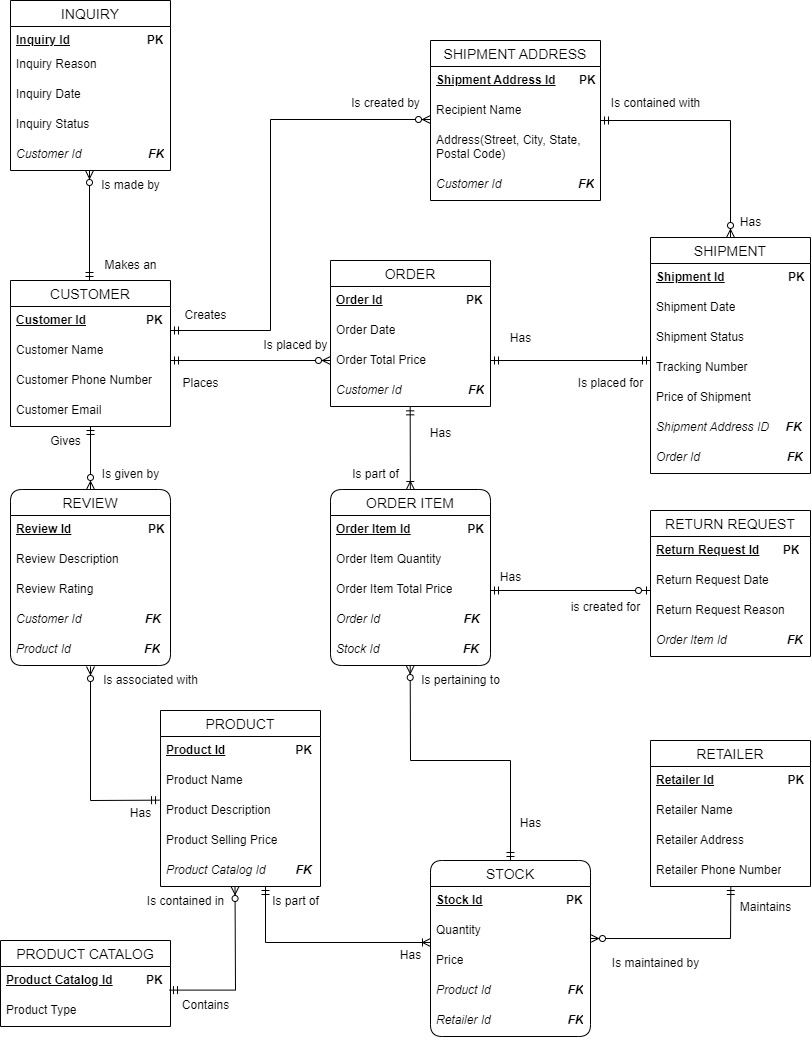 INQUIRY
Inquiry Id PK
Inquiry Reason
Inquiry Date
Inquiry Status
Customer Id FK
Is made by
Makes an
SHIPMENT ADDRESS
Shipment Address Id PK
Recipient Name
Address(Street, City, State,
Postal Code)
Customer Id FK
Is created by
Is contained with
Has
CUSTOMER
Customer Id PK
Customer Name
Customer Phone Number
Customer Email
Creates
Places
Is placed by
ORDER
Order Id PK
Order Date
Order Total Price
Customer Id FK
Has
Is placed for
SHIPMENT
Shipment Id PK
Shipment Date
Shipment Status
Tracking Number
Price of Shipment
Shipment Address ID FK
Order Id FK
Gives
Is given by
Has
Is part of
REVIEW
Review Id PK
Review Description
Review Rating
Customer Id FK
Product Id FK
Is associated with
Has
ORDER ITEM
Order Item Id PK
Order Item Quantity
Order Item Total Price
Order Id FK
Stock Id FK
Has
is created for
Is pertaining to
Has
RETURN REQUEST
Return Request Id PK
Return Request Date
Return Request Reason
Order Item Id FK
PRODUCT
Product Id PK
Product Name
Product Description
Product Selling Price
Product Catalog Id FK
Is contained in
Is part of
Has
RETAILER
Retailer Id PK
Retailer Name
Retailer Address
Retailer Phone Number
Maintains
Is maintained by
STOCK
Stock Id PK
Quantity
Price
Product Id FK
Retailer Id FK
PRODUCT CATALOG
Product Catalog Id PK
Product Type
Contains